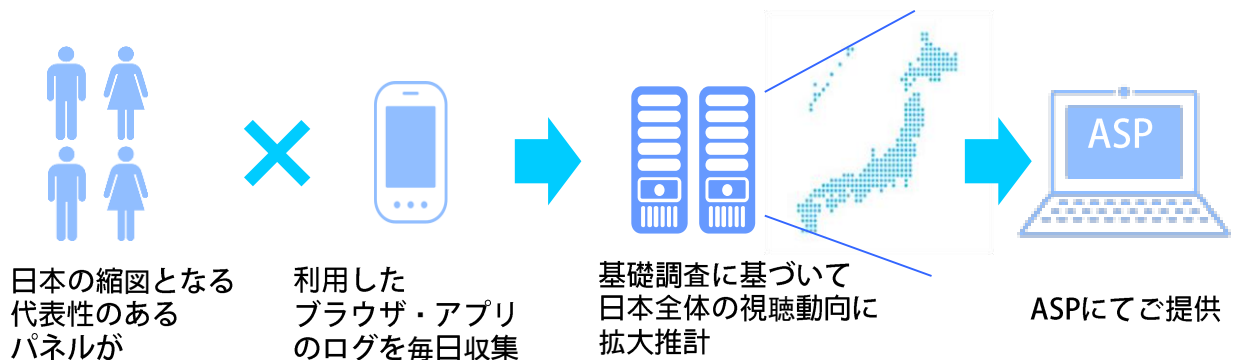 ASP
日本の縮図となる
代表性のある
パネルが
利用した
ブラウザ・アプリ
のログを毎日収集
基礎調査に基づいて
日本全体の視聴動向に
拡大推計
ASPにてご提供